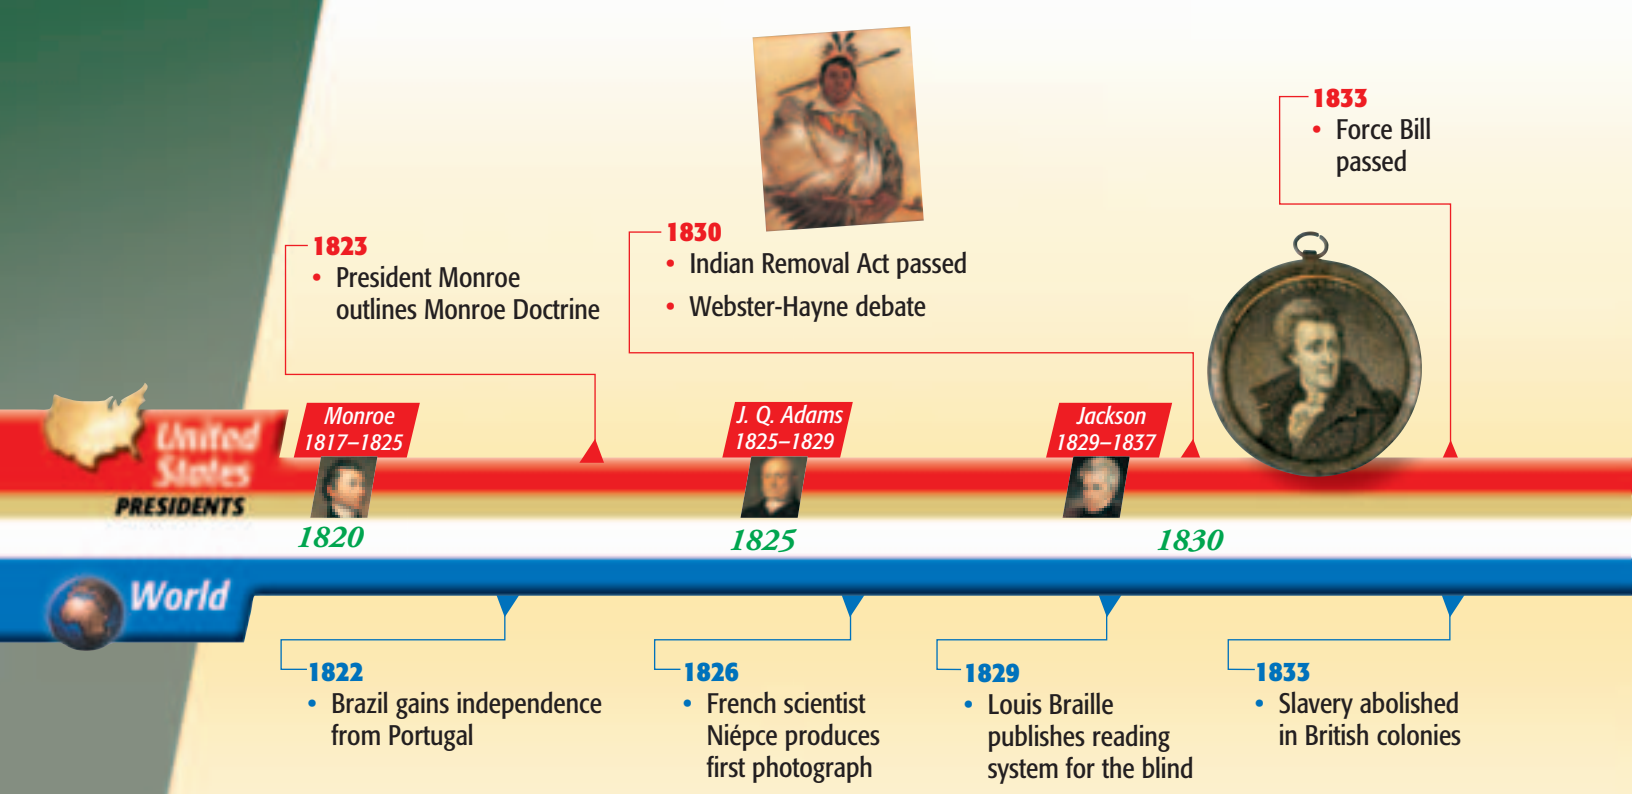 1833
• Force Bill
passed
1823
• President Monroe
outlines Monroe Doctrine
1830
• Indian Removal Act passed
• Webster-Hayne debate
Monroe
1817–1825
J. Q. Adams
1825–1829
Jackson
1829–1837
United
States
PRESIDENTS
1820
1825
1830
World
1822
• Brazil gains independence
from Portugal
1826
• French scientist
Niépce produces
first photograph
1829
• Louis Braille
publishes reading
system for the blind
1833
• Slavery abolished
in British colonies